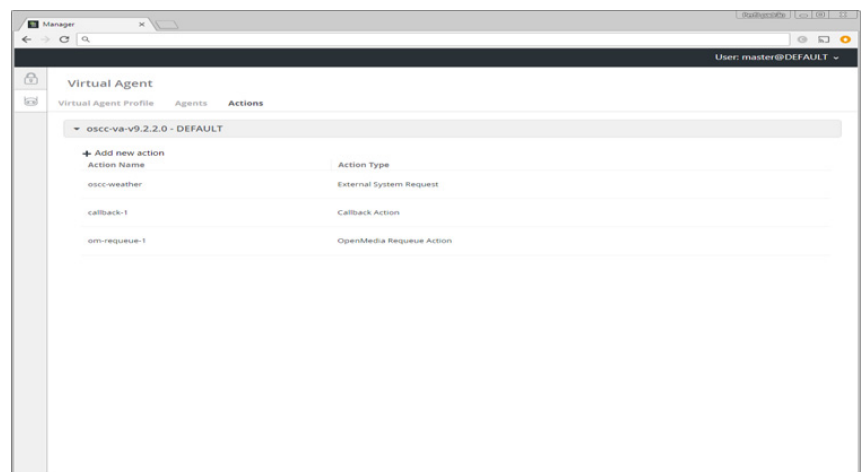 Manager
User: master@DEFAULT
Virtual Agent
Virtual Agent Profile Agents Actions
oscc-va-v9.2.2.0 - DEFAULT
+ Add new action
Action Name Action Type
oscc-weather External System Request
callback-1 Callback Action
om-requeue-1 OpenMedia Requeue Action